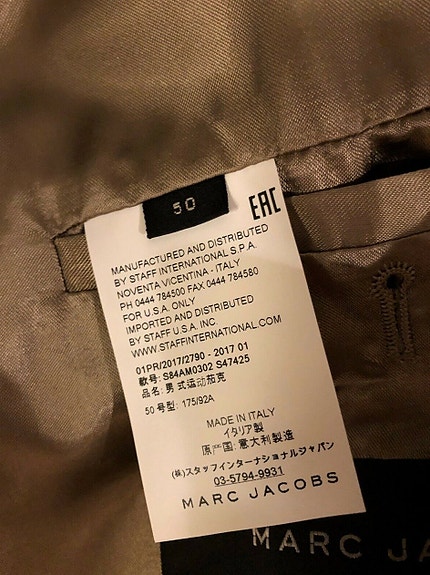 50
EAC
MANUFACTURED AND DISTRIBUTED
BY STAFF INTERNATIONAL S.P.A.
NOVENTA VICENTINA - ITALY
PH 0444 784500 FAX 0444 784580
FOR U.S.A. ONLY
IMPORTED AND DISTRIBUTED
BY STAFF U.S.A. INC.
WWW.STAFFINTERNATIONAL.COM
01PR/2017/2790 - 2017 01
款号: S84AM0302 S47425
品名: 男式运动茄克
50 号型: 175/92A
MADE IN ITALY
イタリア製
原产国: 意大利製造
(株)スタッフインターナショナルジャパン
03-5794-9931
MARC JACOBS
MARC JA